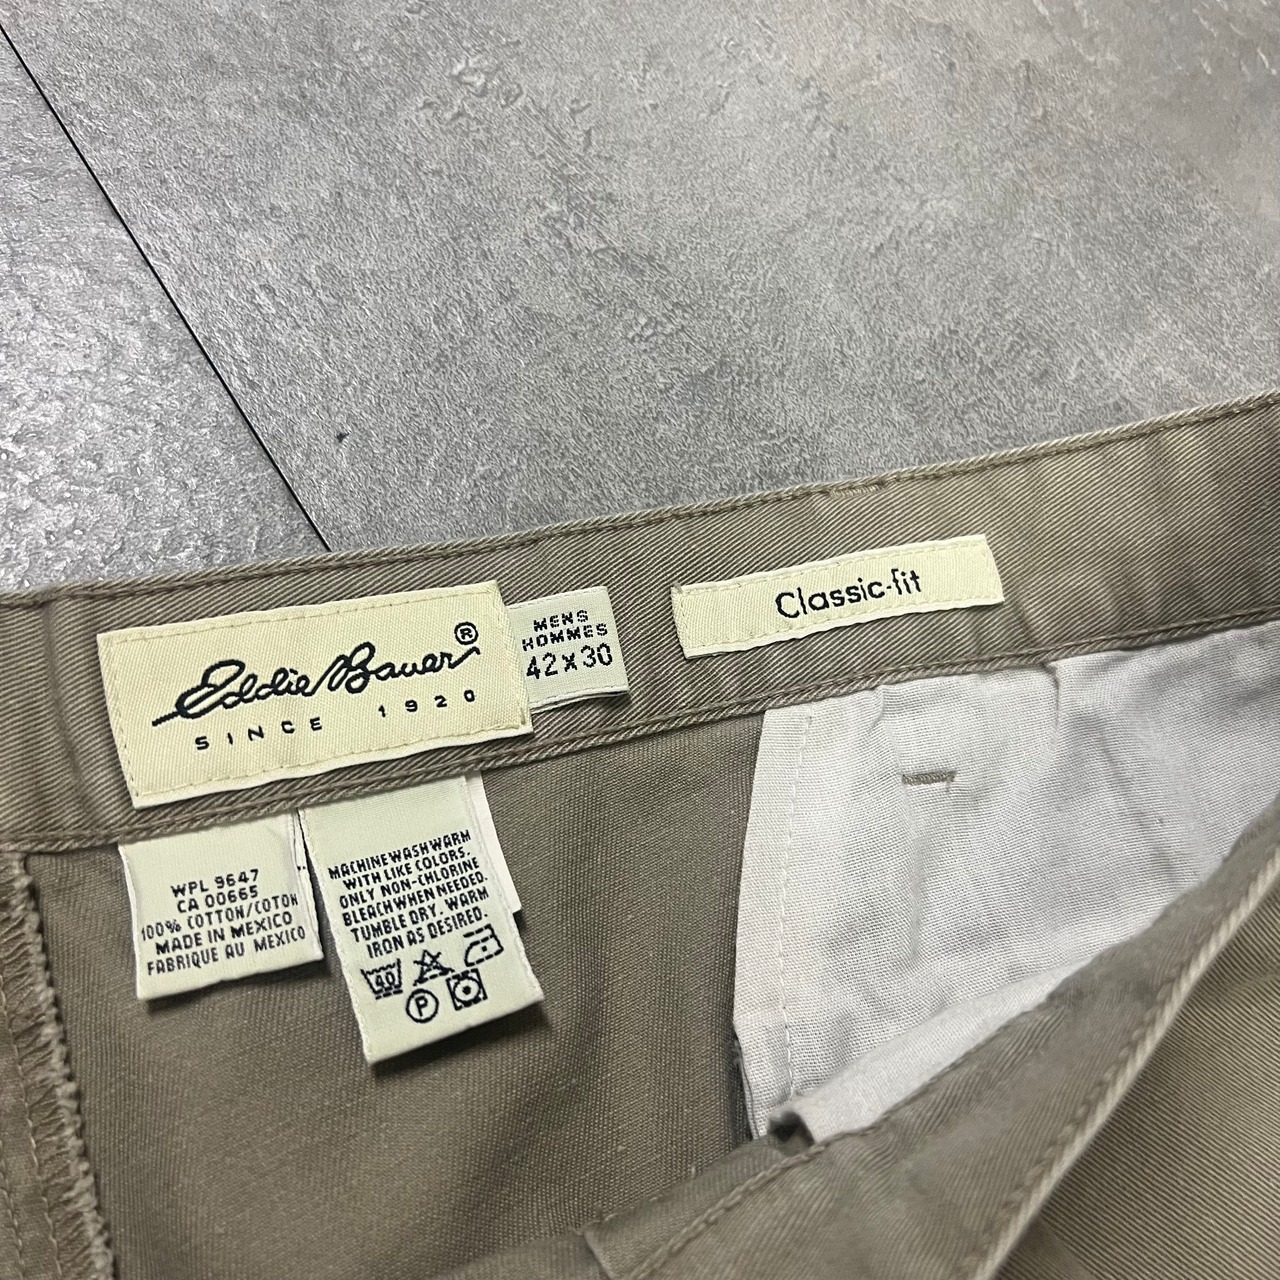 Eddie Bauer®
SINCE 1920
MENS
HOMMES
42 x 30
Classic-fit
WPL 9647
CA 00665
100% COTTON/COTON
MADE IN MEXICO
FABRIQUE AU MEXICO
MACHINE WASH WARM
WITH LIKE COLORS.
ONLY NON-CHLORINE
BLEACH WHEN NEEDED.
TUMBLE DRY. WARM
IRON AS DESIRED.
40
P